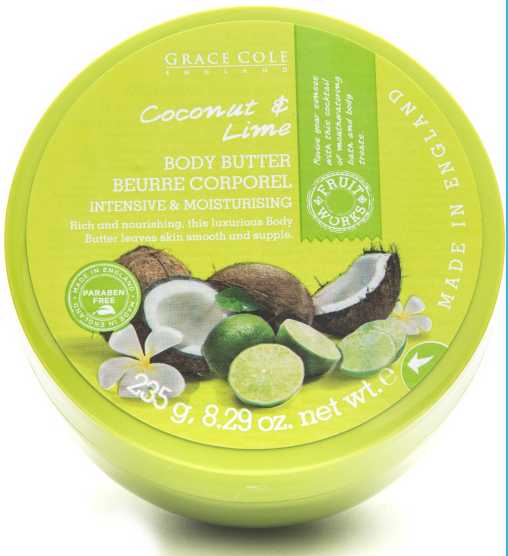 GRACE COLE
ENGLAND
Coconut &
Lime
BODY BUTTER
BEURRE CORPOREL
INTENSIVE & MOISTURISING
Rich and nourishing, this luxurious Body
Butter leaves skin smooth and supple.
Revive your senses
with this cocktail
of mouthwatering
bath and body
treats.
FRUIT
WORKS
MADE IN ENGLAND
MADE IN ENGLAND
PARABEN
FREE
MADE IN ENGLAND
235 g, 8.29 oz. net wt. e